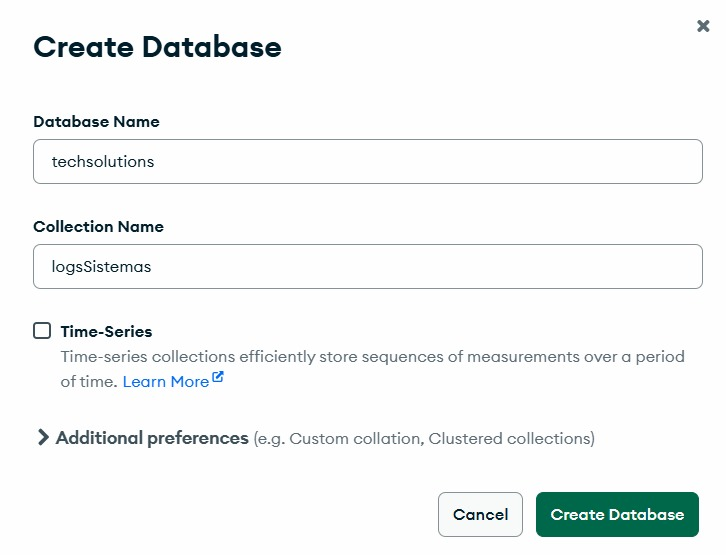 Create Database
Database Name
techsolutions
Collection Name
logsSistemas
Time-Series
Time-series collections efficiently store sequences of measurements over a period
of time. Learn More
Additional preferences (e.g. Custom collation, Clustered collections)
Cancel
Create Database